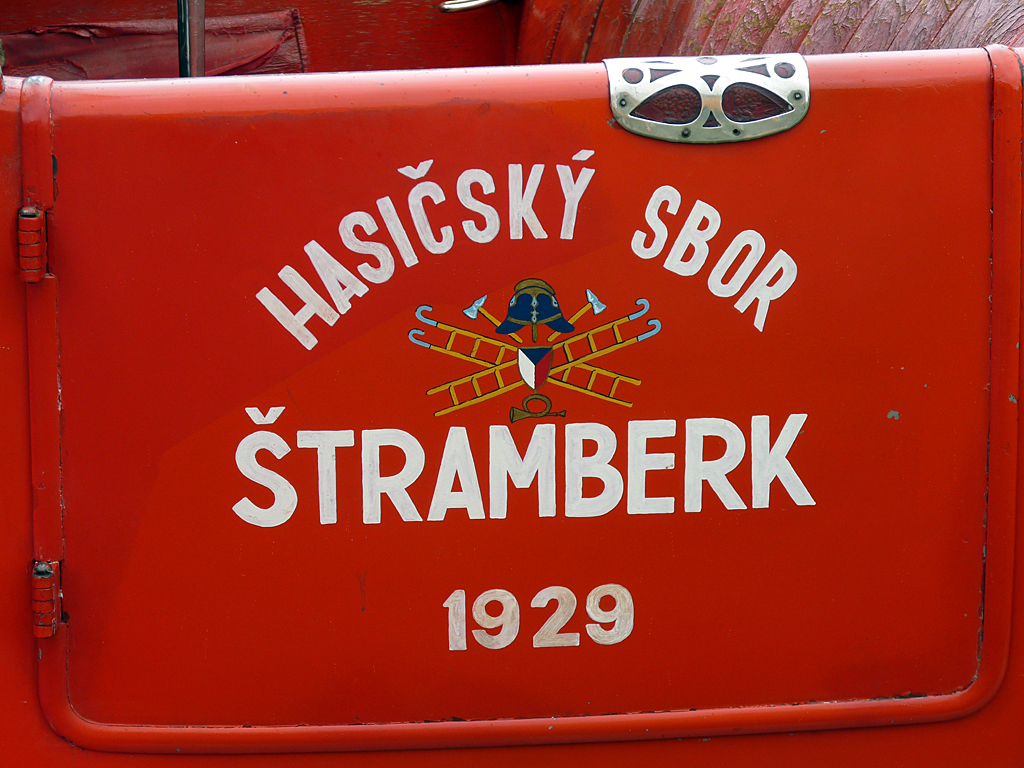 HASIČSKÝ SBOR
ŠTRAMBERK
1929